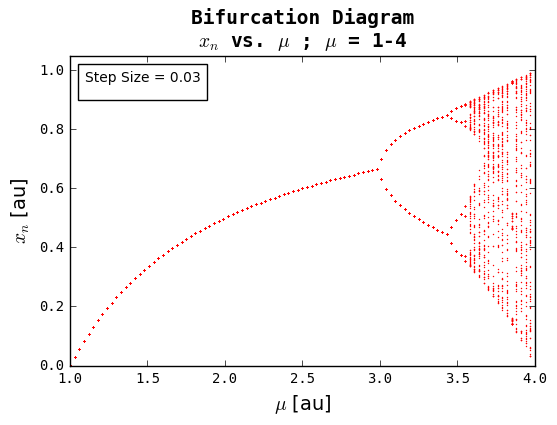 Bifurcation Diagram
xₙ vs. μ ; μ = 1-4
Step Size = 0.03
1.0
0.8
0.6
0.4
0.2
0.0
xₙ [au]
1.0 1.5 2.0 2.5 3.0 3.5 4.0
μ [au]